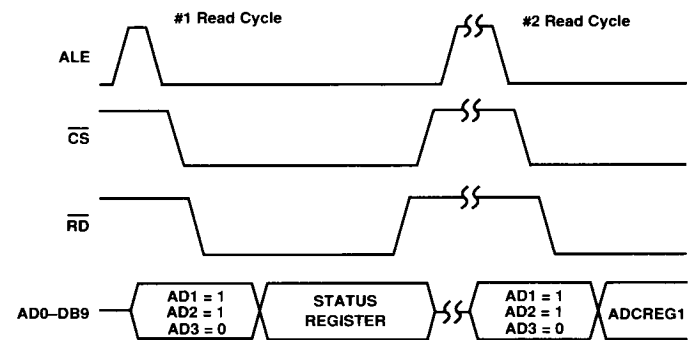 #1 Read Cycle
#2 Read Cycle
ALE
CS
RD
AD0–DB9
AD1 = 1
AD2 = 1
AD3 = 0
STATUS
REGISTER
AD1 = 1
AD2 = 1
AD3 = 0
ADCREG1